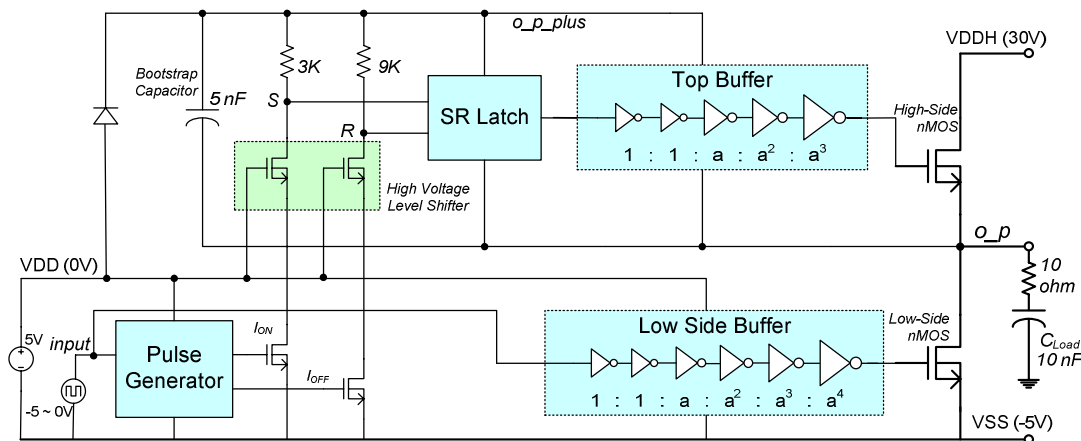 o_p_plus
VDDH (30V)
Bootstrap
Capacitor
5 nF
3K
9K
S
R
SR Latch
Top Buffer
1 : 1 : a : a² : a³
High-Side
nMOS
High Voltage
Level Shifter
o_p
VDD (0V)
10
ohm
5V
input
-5 ~ 0V
Pulse
Generator
I_ON
I_OFF
Low Side Buffer
1 : 1 : a : a² : a³ : a⁴
Low-Side
nMOS
C_Load
10 nF
VSS (-5V)
+
-